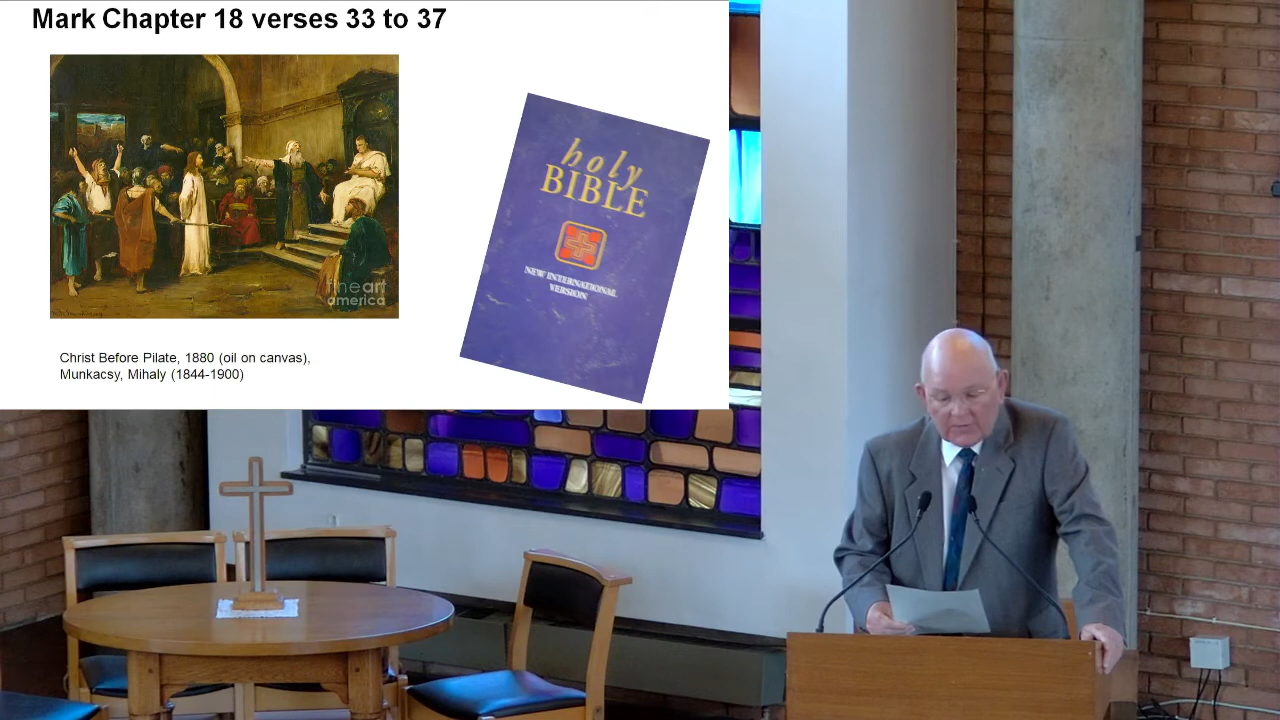 Mark Chapter 18 verses 33 to 37
holy
BIBLE
NEW INTERNATIONAL
VERSION
fineart
america
Christ Before Pilate, 1880 (oil on canvas),
Munkacsy, Mihaly (1844-1900)